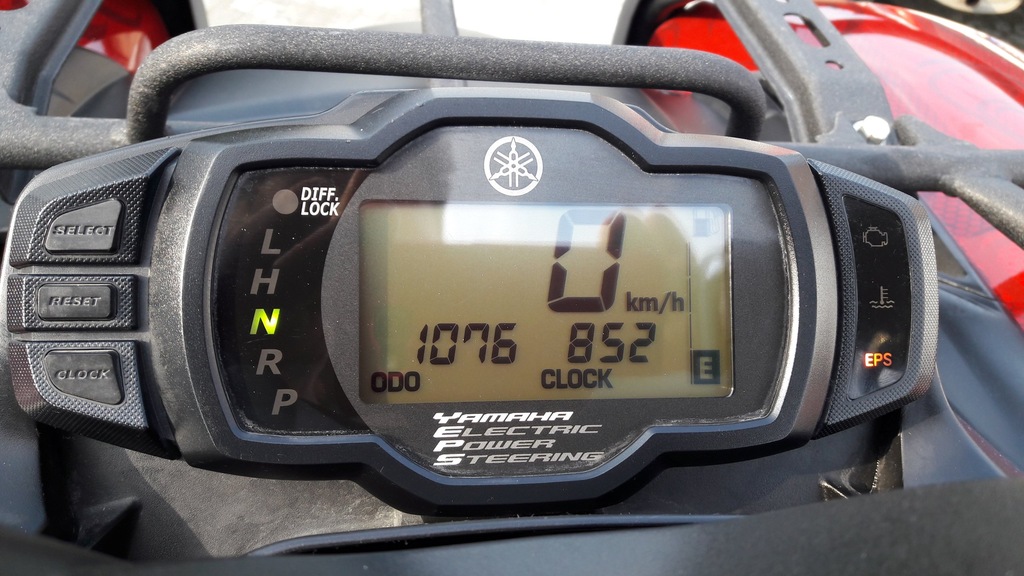 DIFF.
LOCK
SELECT
RESET
CLOCK
L
H
N
R
P
0 km/h
1076 852
ODO CLOCK
E
EPS
YAMAHA
ELECTRIC
POWER
STEERING